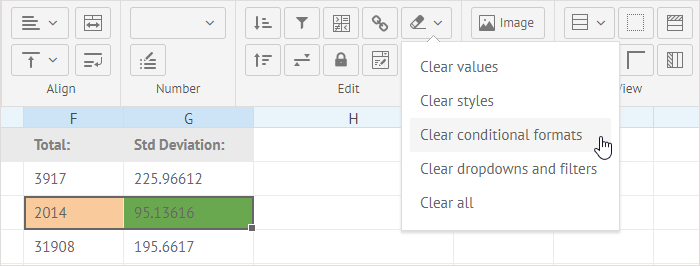 Image
Align
Number
Edit
View
Clear values
Clear styles
Clear conditional formats
Clear dropdowns and filters
Clear all
F G H
Total: Std Deviation:
3917 225.96612
2014 95.13616
31908 195.6617